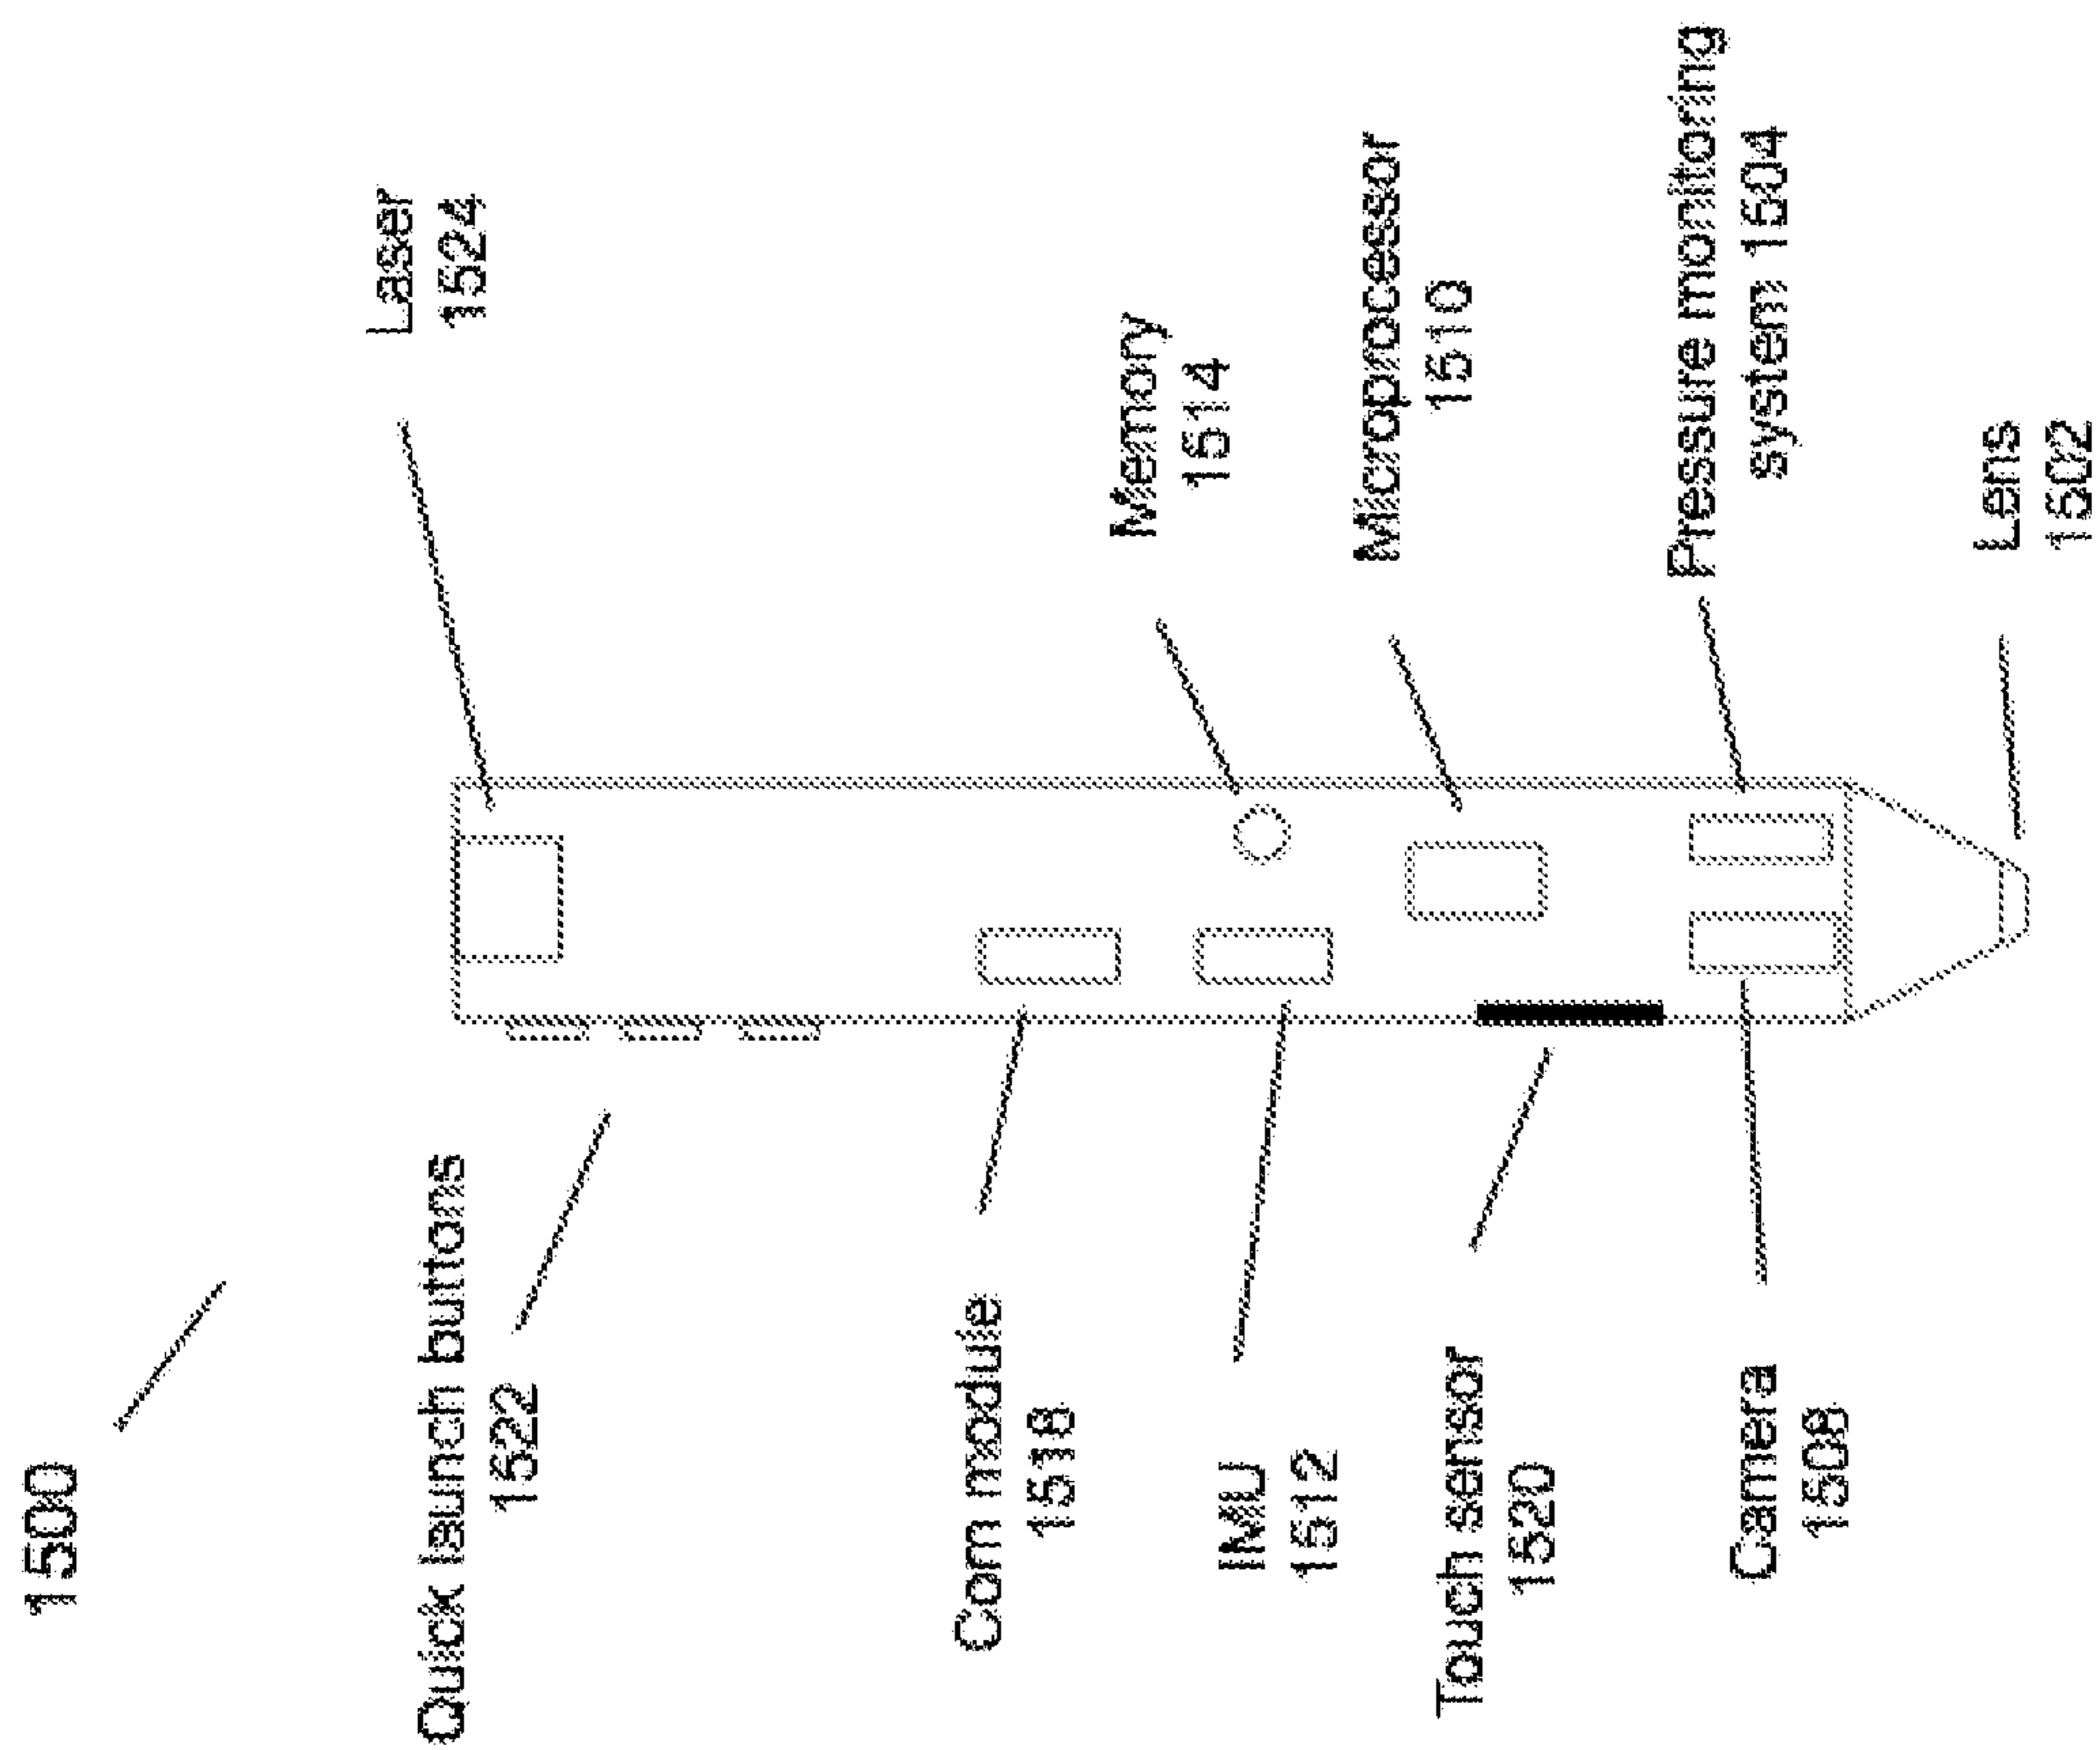 1500
Quick launch buttons
1522
Com module
1518
IMU
1512
Touch sensor
1520
Camera
1508
Laser
1524
Memory
1514
Microprocessor
1510
Pressure monitoring
system 1504
Lens
1502